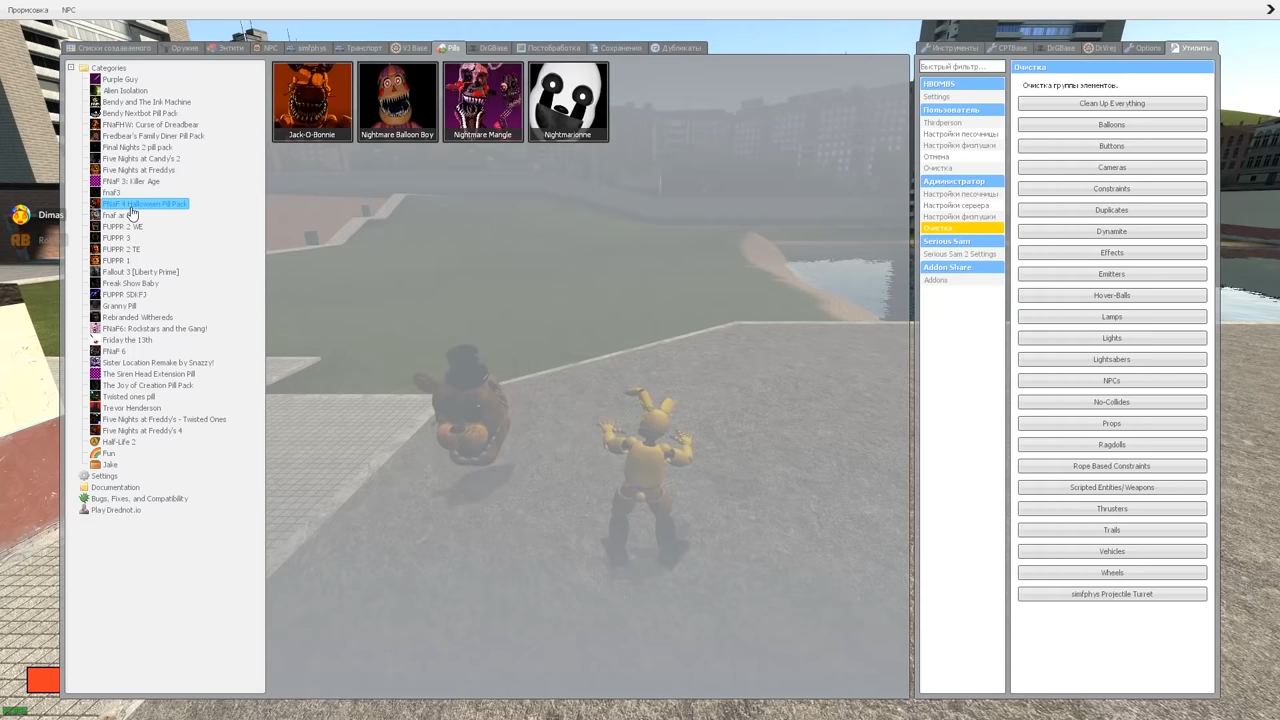 Прорисовка NPC
Списки создаваемого Оружие Энтити NPC simfphys Транспорт VJ Base Pills DrGBase Постобработка Сохранения Дубликаты
Categories
Purple Guy
Alien Isolation
Bendy and The Ink Machine
Bendy Nextbot Pill Pack
FNaFHW: Curse of Dreadbear
Fredbear's Family Diner Pill Pack
Final Nights 2 pill pack
Five Nights at Candy's 2
Five Nights at Freddys
FNaF 3: Killer Age
fnaf3
FNaF 4 Halloween Pill Pack
fnaf
FUPPR 2 WE
FUPPR 3
FUPPR 2 TE
FUPPR 1
Fallout 3 [Liberty Prime]
Freak Show Baby
FUPPR SDI.FJ
Granny Pill
Rebranded Withereds
FNaF6: Rockstars and the Gang!
Friday the 13th
FNaF 6
Sister Location Remake by Snazzy!
The Siren Head Extension Pill
The Joy of Creation Pill Pack
Twisted ones pill
Trevor Henderson
Five Nights at Freddy's - Twisted Ones
Five Nights at Freddy's 4
Half-Life 2
Fun
Jake
Settings
Documentation
Bugs, Fixes, and Compatibility
Play Drednot.io
Dimas
Jack-O-Bonnie Nightmare Balloon Boy Nightmare Mangle Nightmarionne
Инструменты CPTBase DrGBase DrVrej Options Утилиты
Быстрый фильтр...
HBOMBS
Settings
Пользователь
Thirdperson
Настройки песочницы
Настройки физпушки
Отмена
Очистка
Администратор
Настройки песочницы
Настройки сервера
Настройки физпушки
Очистка
Serious Sam
Serious Sam 2 Settings
Addon Share
Addons
Очистка
Очистка группы элементов.
Clean Up Everything
Balloons
Buttons
Cameras
Constraints
Duplicates
Dynamite
Effects
Emitters
Hover-Balls
Lamps
Lights
Lightsabers
NPCs
No-Collides
Props
Ragdolls
Rope Based Constraints
Scripted Entities/Weapons
Thrusters
Trails
Vehicles
Wheels
simfphys Projectile Turret